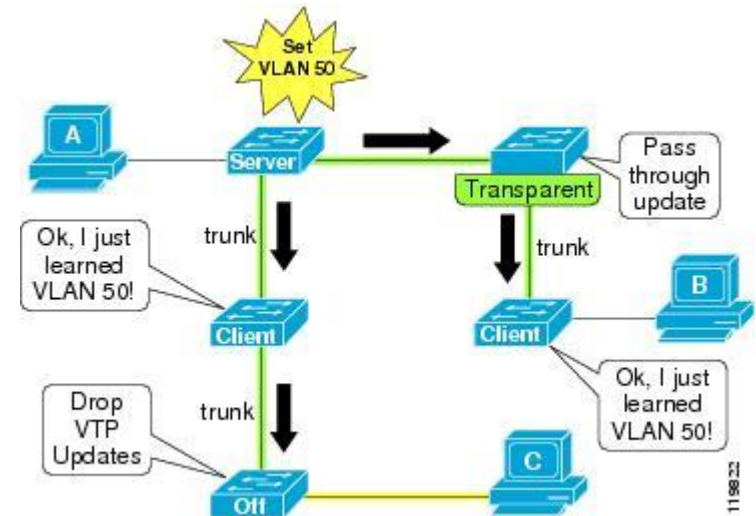 Set
VLAN 50
A
Server
Transparent
Pass
through
update
Ok, I just
learned
VLAN 50!
trunk
trunk
Client
Client
B
Ok, I just
learned
VLAN 50!
Drop
VTP
Updates
trunk
Off
C
119822